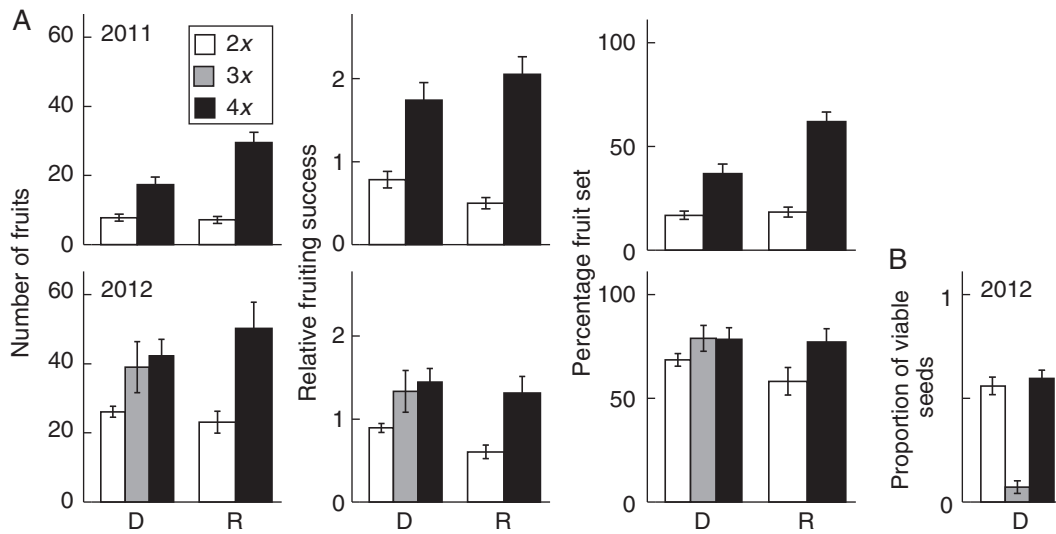 A
2011
2x
3x
4x
Number of fruits
60
40
20
0
Relative fruiting success
2
1
0
Percentage fruit set
100
50
0
2012
60
40
20
0
D
R
2
1
0
D
R
100
50
0
D
R
B
2012
Proportion of viable
seeds
1
0
D